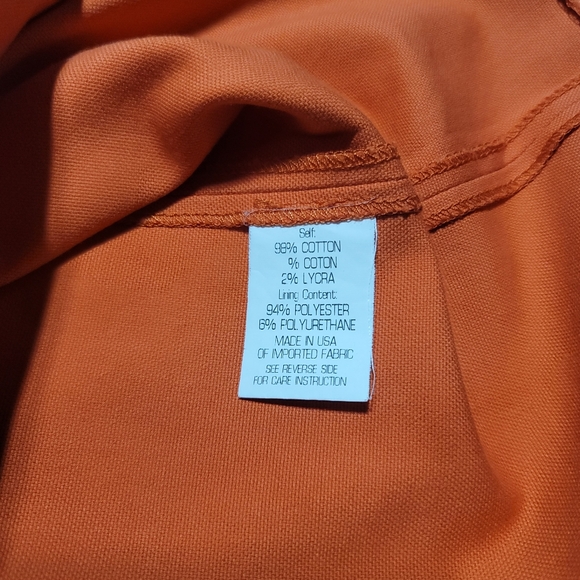 Self:
98% COTTON
% COTON
2% LYCRA
Lining Content:
94% POLYESTER
6% POLYURETHANE
MADE IN USA
OF IMPORTED FABRIC
SEE REVERSE SIDE
FOR CARE INSTRUCTION